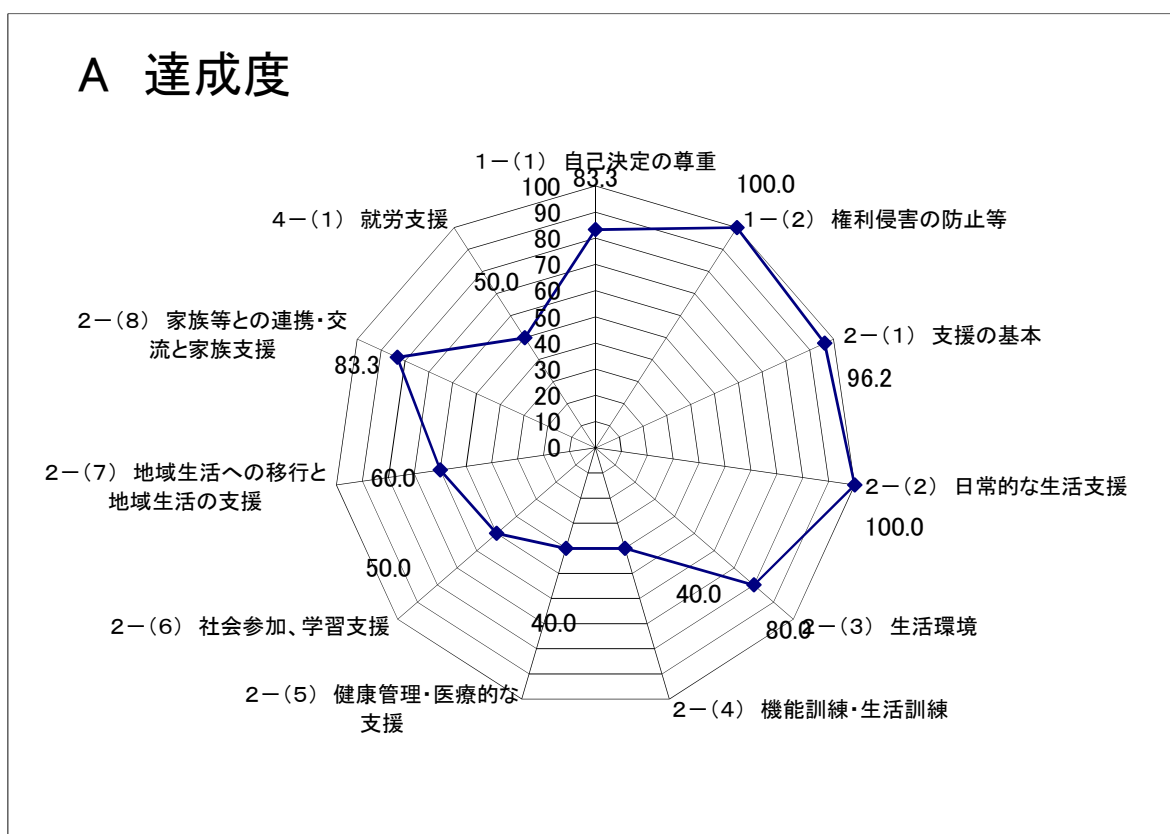 A 達成度
1-(1) 自己決定の尊重
83.3
100.0
1-(2) 権利侵害の防止等
2-(1) 支援の基本
96.2
2-(2) 日常的な生活支援
100.0
2-(3) 生活環境
80.0
40.0
2-(4) 機能訓練・生活訓練
40.0
2-(5) 健康管理・医療的な
支援
2-(6) 社会参加、学習支援
50.0
2-(7) 地域生活への移行と
地域生活の支援
60.0
2-(8) 家族等との連携・交
流と家族支援
83.3
4-(1) 就労支援
50.0
100
90
80
70
60
50
40
30
20
10
0